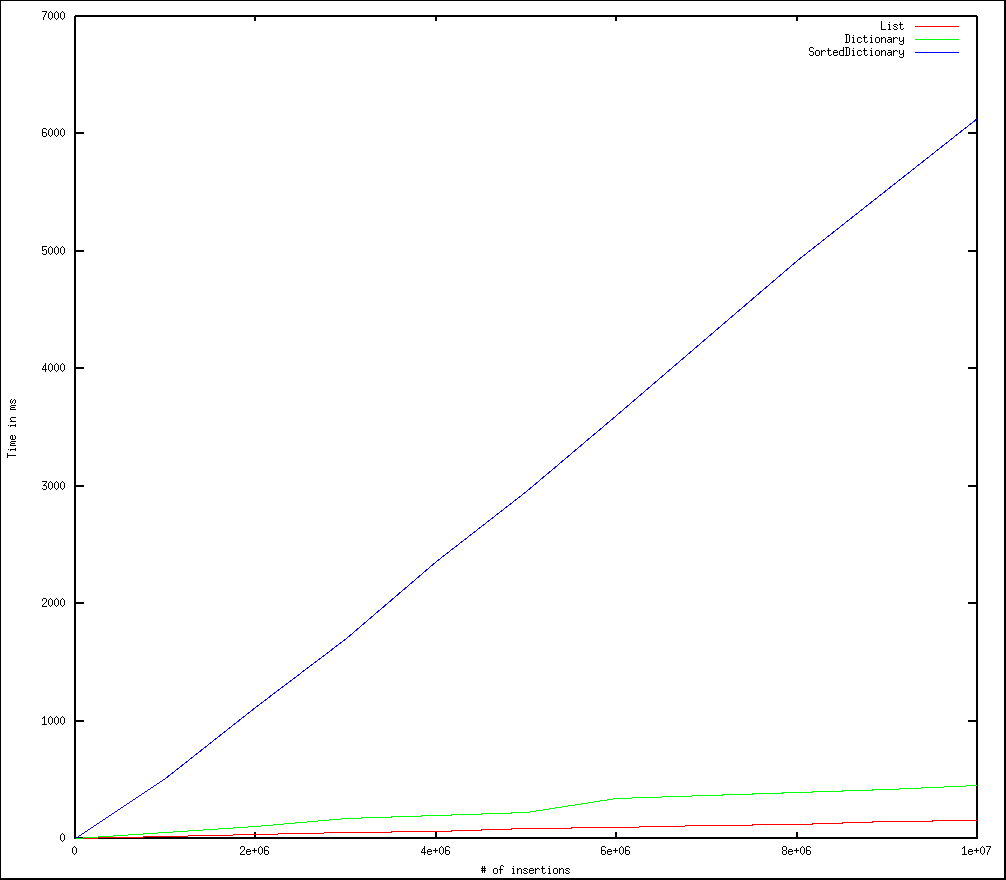 7000
List
Dictionary
SortedDictionary
6000
5000
4000
Time in ms
3000
2000
1000
0
0 2e+06 4e+06 6e+06 8e+06 1e+07
# of insertions